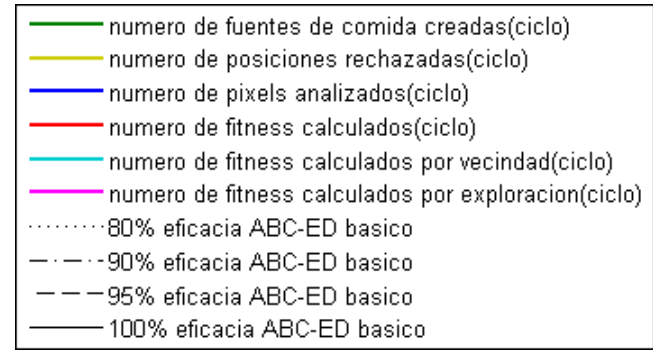 numero de fuentes de comida creadas(ciclo)
numero de posiciones rechazadas(ciclo)
numero de pixels analizados(ciclo)
numero de fitness calculados(ciclo)
numero de fitness calculados por vecindad(ciclo)
numero de fitness calculados por exploracion(ciclo)
80% eficacia ABC-ED basico
90% eficacia ABC-ED basico
95% eficacia ABC-ED basico
100% eficacia ABC-ED basico